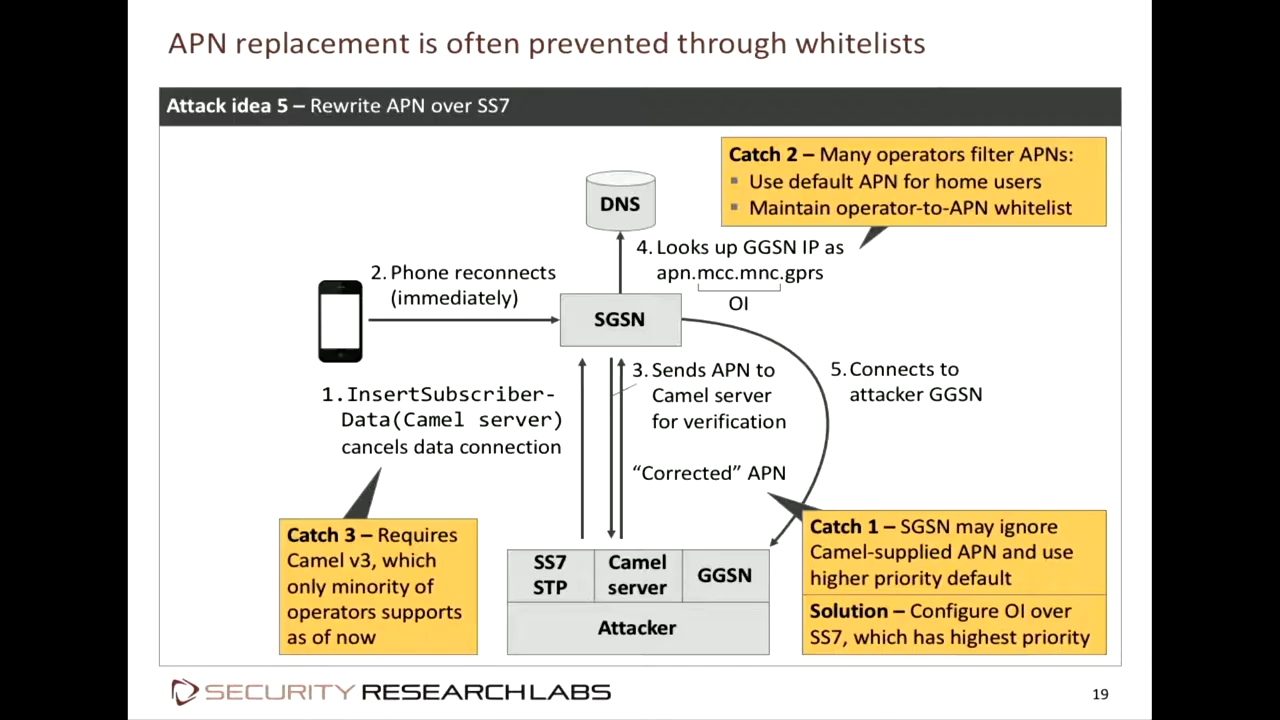 APN replacement is often prevented through whitelists
Attack idea 5 – Rewrite APN over SS7
Catch 2 – Many operators filter APNs:
▪ Use default APN for home users
▪ Maintain operator-to-APN whitelist
DNS
4. Looks up GGSN IP as
apn.mcc.mnc.gprs
OI
2. Phone reconnects
(immediately)
SGSN
1. InsertSubscriber-
Data(Camel server)
cancels data connection
3. Sends APN to
Camel server
for verification
“Corrected” APN
5. Connects to
attacker GGSN
Catch 3 – Requires
Camel v3, which
only minority of
operators supports
as of now
SS7
STP
Camel
server
GGSN
Attacker
Catch 1 – SGSN may ignore
Camel-supplied APN and use
higher priority default
Solution – Configure OI over
SS7, which has highest priority
SECURITY RESEARCH LABS
19